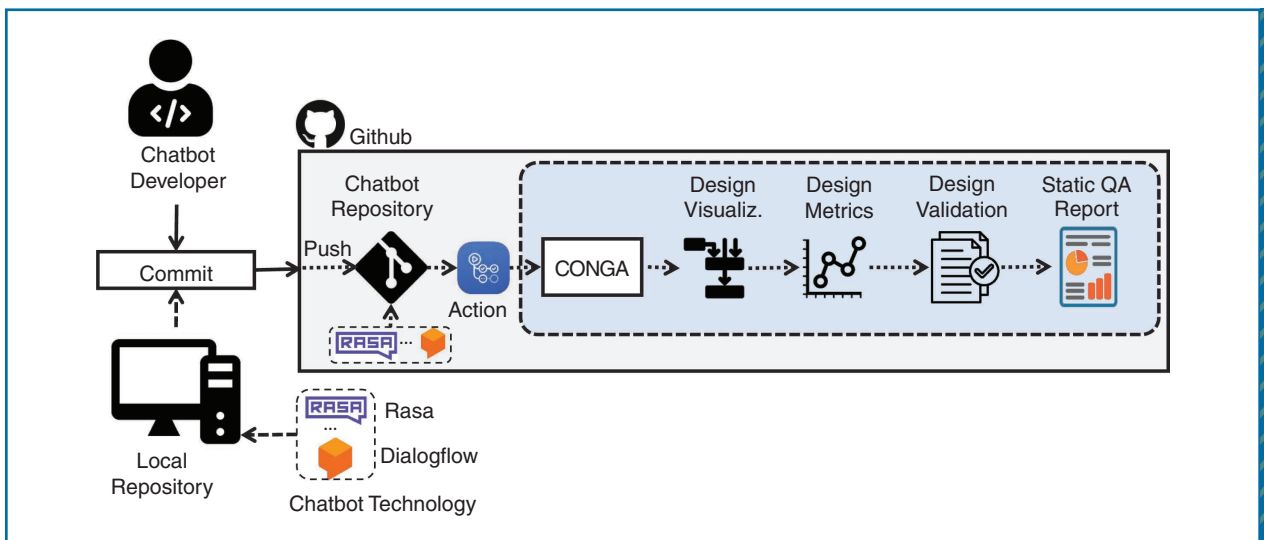 Chatbot
Developer
Github
Chatbot
Repository
Design
Visualiz.
Design
Metrics
Design
Validation
Static QA
Report
Push
Commit
CONGA
Action
RASA ...
RASA
...
Rasa
Dialogflow
Local
Repository
Chatbot Technology